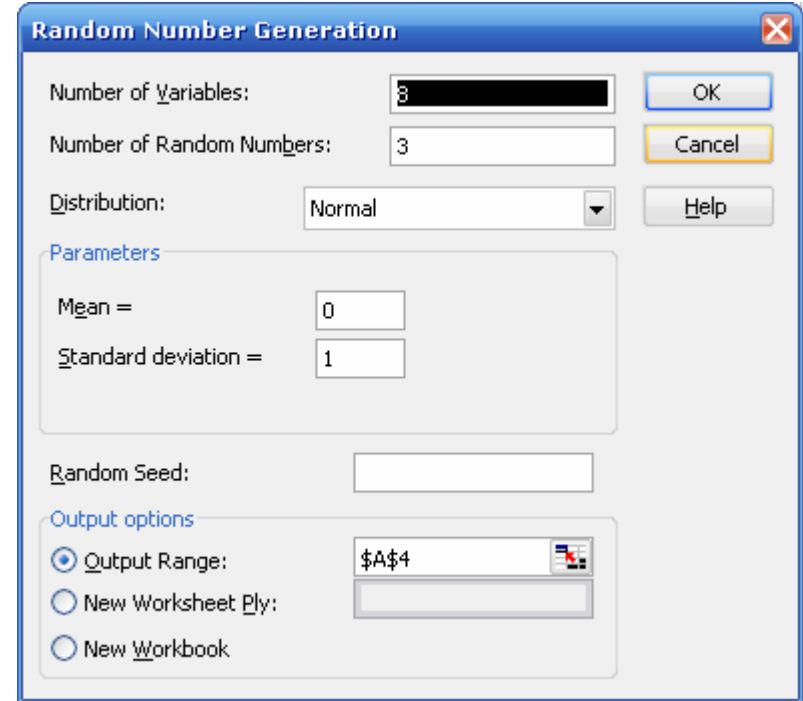 Random Number Generation
Number of Variables: 8 OK
Number of Random Numbers: 3 Cancel
Distribution: Normal Help
Parameters
Mean = 0
Standard deviation = 1
Random Seed:
Output options
Output Range: $A$4
New Worksheet Ply:
New Workbook